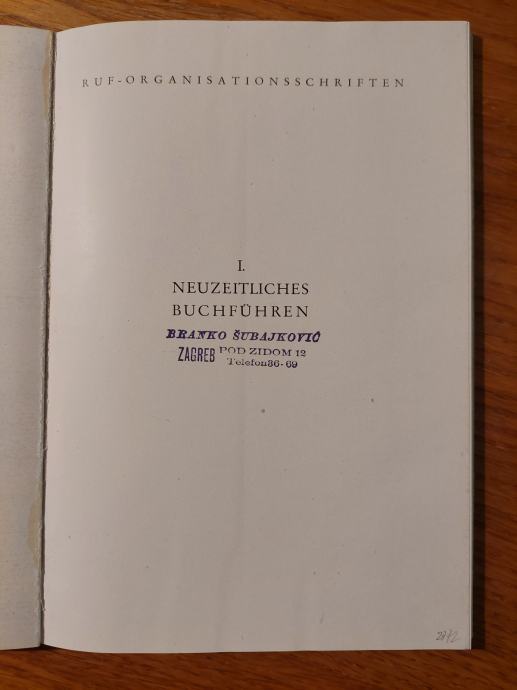 RUF-ORGANISATIONSSCHRIFTEN
I.
NEUZEITLICHES
BUCHFÜHREN
BRANKO ŠUBAJKOVIĆ
ZAGREB POD ZIDOM 12
Telefon 36-69